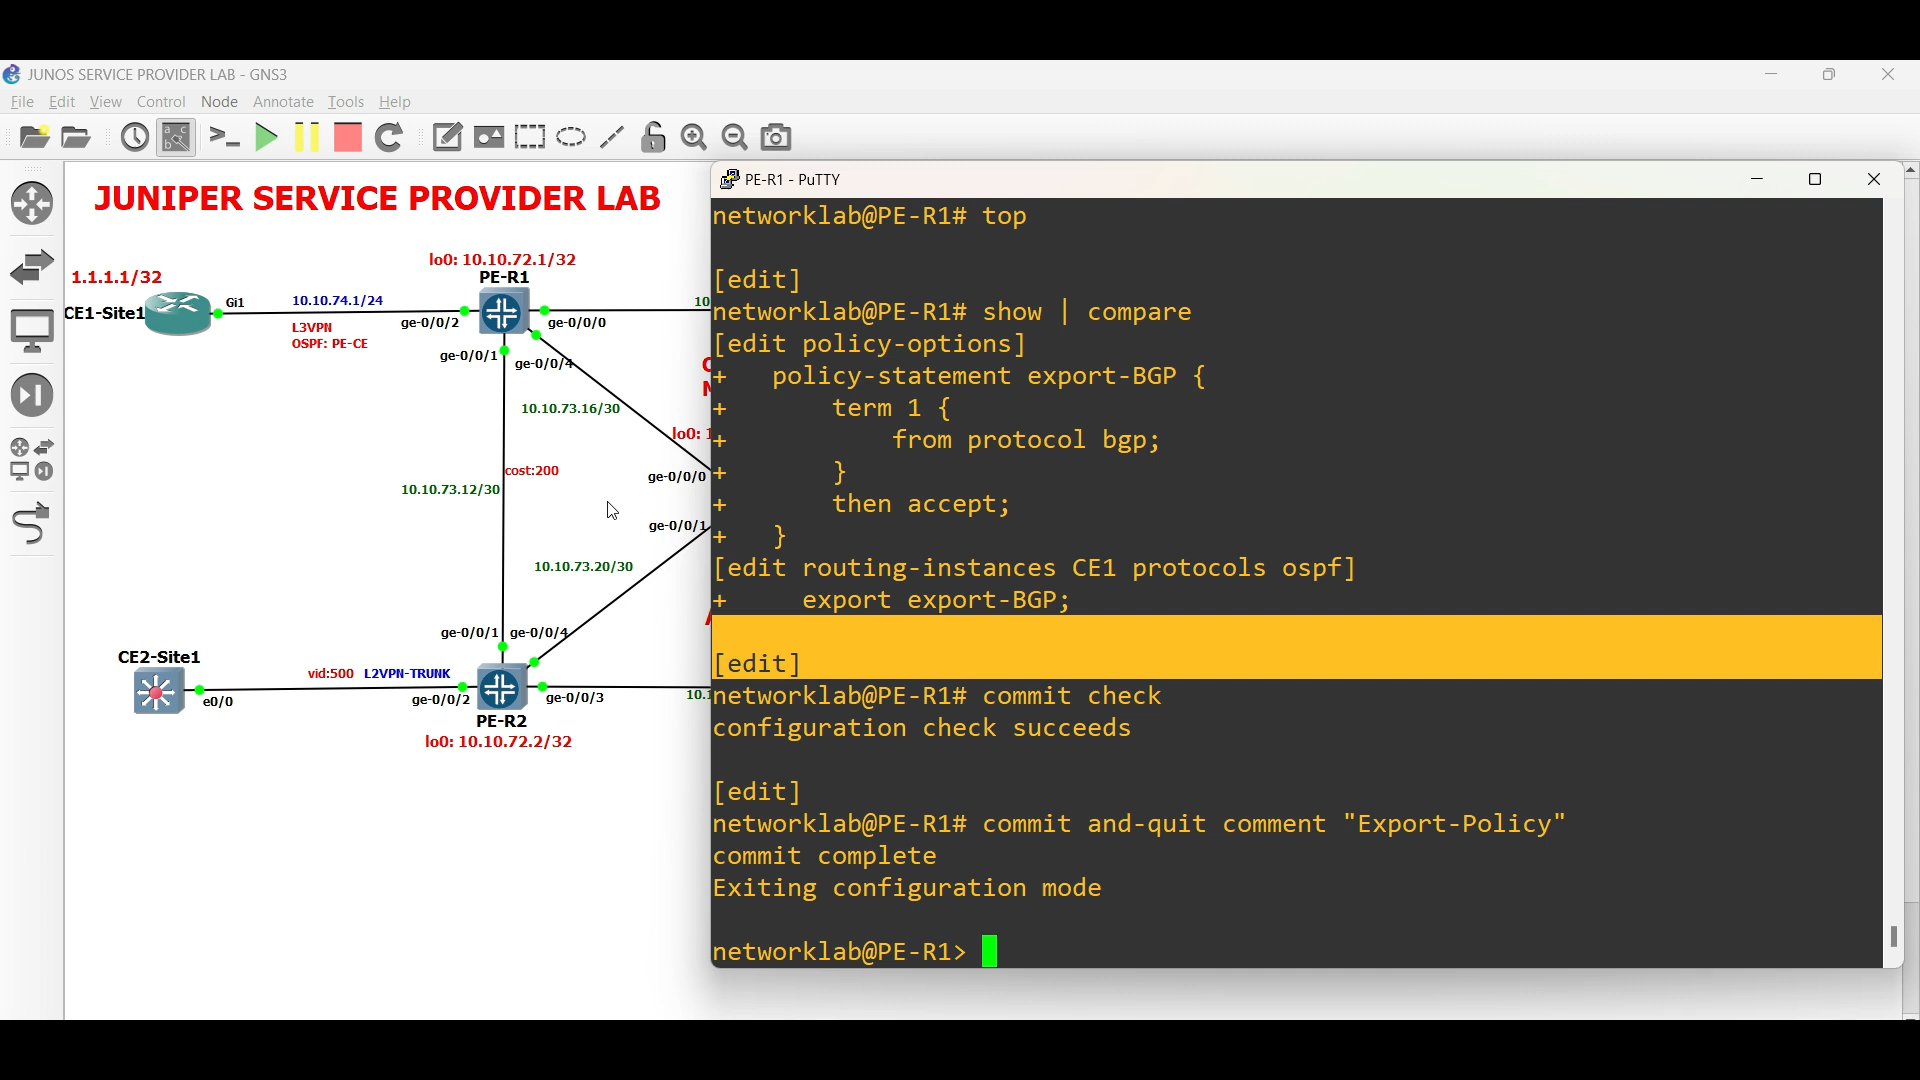 JUNOS SERVICE PROVIDER LAB - GNS3
File Edit View Control Node Annotate Tools Help
JUNIPER SERVICE PROVIDER LAB
lo0: 10.10.72.1/32
PE-R1
1.1.1.1/32
CE1-Site1
Gi1
10.10.74.1/24
L3VPN
OSPF: PE-CE
ge-0/0/2
ge-0/0/0
10
ge-0/0/1
ge-0/0/4
10.10.73.16/30
lo0: 1
cost:200
ge-0/0/0
10.10.73.12/30
ge-0/0/1
10.10.73.20/30
ge-0/0/1
ge-0/0/4
CE2-Site1
vid:500 L2VPN-TRUNK
e0/0
ge-0/0/2
ge-0/0/3
10.1
PE-R2
lo0: 10.10.72.2/32
PE-R1 - PuTTY
networklab@PE-R1# top
[edit]
networklab@PE-R1# show | compare
[edit policy-options]
+   policy-statement export-BGP {
+       term 1 {
+           from protocol bgp;
+       }
+       then accept;
+   }
[edit routing-instances CE1 protocols ospf]
+     export export-BGP;
[edit]
networklab@PE-R1# commit check
configuration check succeeds
[edit]
networklab@PE-R1# commit and-quit comment "Export-Policy"
commit complete
Exiting configuration mode
networklab@PE-R1>